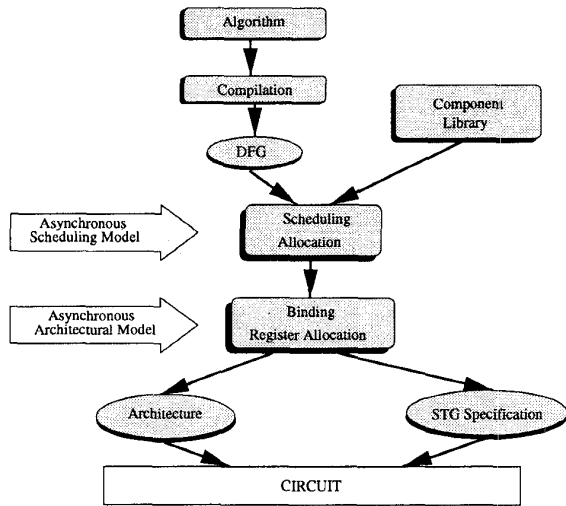 Algorithm
Compilation
Component
Library
DFG
Asynchronous
Scheduling Model
Scheduling
Allocation
Asynchronous
Architectural Model
Binding
Register Allocation
Architecture
STG Specification
CIRCUIT